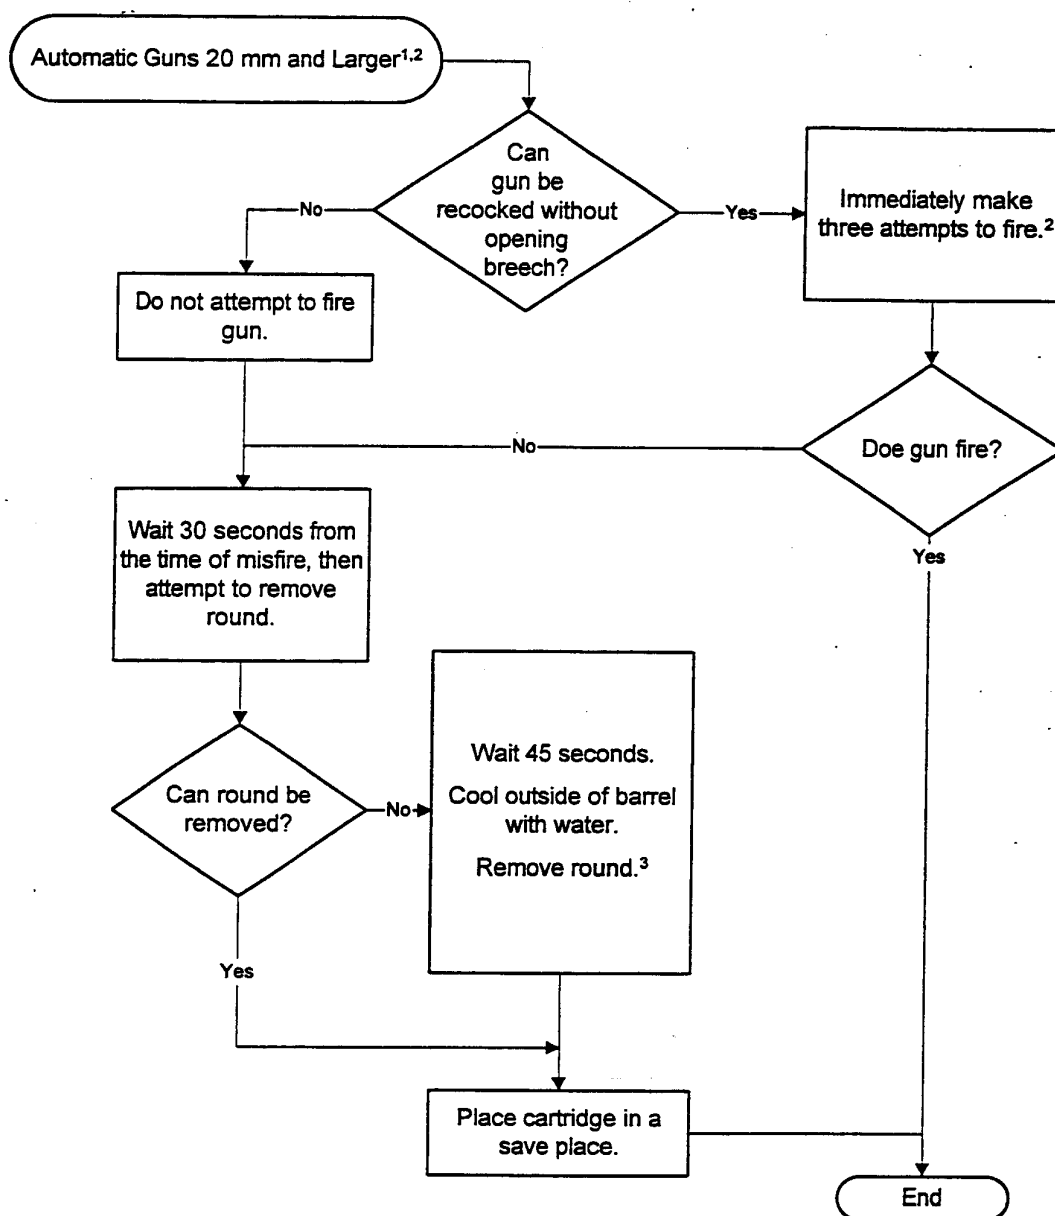 Automatic Guns 20 mm and Larger¹,²
Can
gun be
recocked without
opening
breech?
No
Yes
Immediately make
three attempts to fire.²
Do not attempt to fire
gun.
No
Doe gun fire?
Yes
Wait 30 seconds from
the time of misfire, then
attempt to remove
round.
Can round be
removed?
No
Wait 45 seconds.
Cool outside of barrel
with water.
Remove round.³
Yes
Place cartridge in a
save place.
End